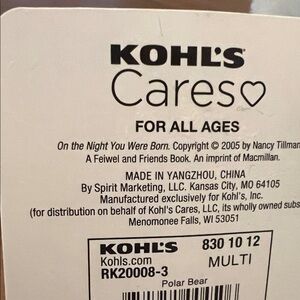 KOHL'S
Cares
FOR ALL AGES
On the Night You Were Born. Copyright © 2005 by Nancy Tillman
A Feiwel and Friends Book. An imprint of Macmillan.
MADE IN YANGZHOU, CHINA
By Spirit Marketing, LLC. Kansas City, MO 64105
Manufactured exclusively for Kohl's, Inc.
(for distribution on behalf of Kohl's Cares, LLC, its wholly owned subs
Menomonee Falls, WI 53051
KOHL'S 830 10 12
Kohls.com MULTI
RK20008-3
Polar Bear